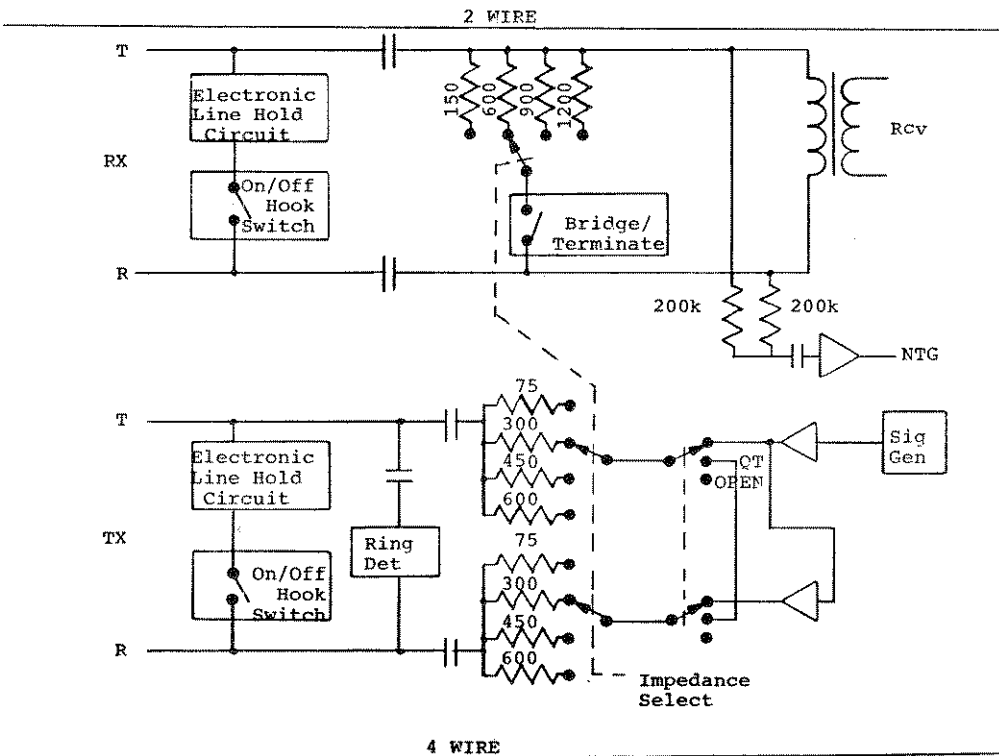 2 WIRE
T
Electronic
Line Hold
Circuit
150
600
900
1200
Rcv
RX
On/Off
Hook
Switch
Bridge/
Terminate
R
200k
200k
NTG
75
T
300
Sig
Gen
Electronic
Line Hold
Circuit
QT
450
OPEN
600
TX
Ring
Det
75
On/Off
Hook
Switch
300
450
R
600
Impedance
Select
4 WIRE